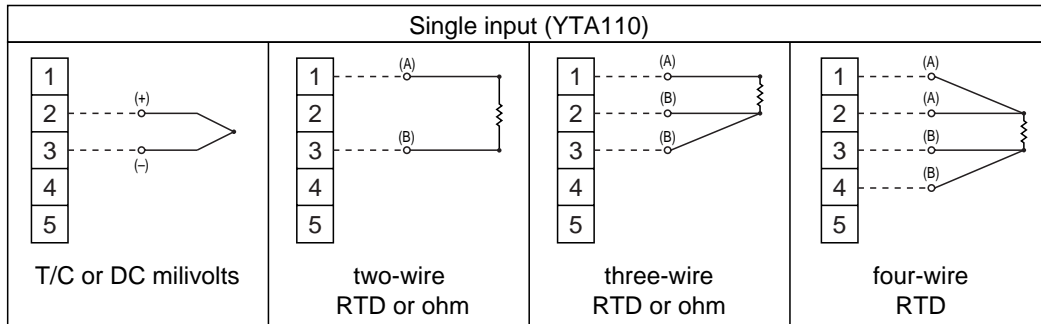 Single input (YTA110)
1
2
3
4
5
(+)
(−)
T/C or DC milivolts
1
2
3
4
5
(A)
(B)
two-wire
RTD or ohm
1
2
3
4
5
(A)
(B)
(B)
three-wire
RTD or ohm
1
2
3
4
5
(A)
(A)
(B)
(B)
four-wire
RTD